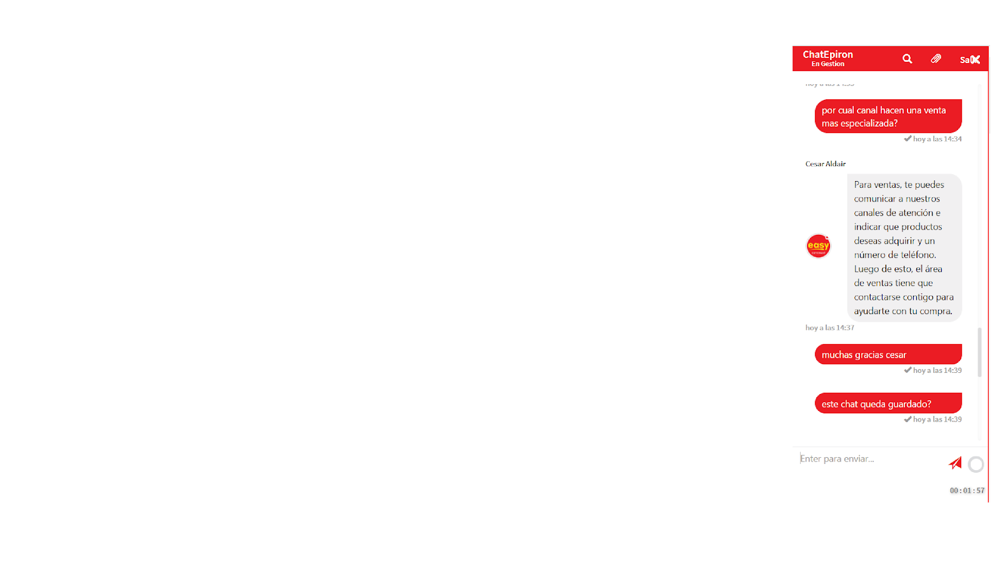 ChatEpiron
En Gestion
hoy a las 14:33
por cual canal hacen una venta
mas especializada?
hoy a las 14:34
Cesar Aldair
Para ventas, te puedes
comunicar a nuestros
canales de atención e
indicar que productos
deseas adquirir y un
número de teléfono.
Luego de esto, el área
de ventas tiene que
contactarse contigo para
ayudarte con tu compra.
easy
hoy a las 14:37
muchas gracias cesar
hoy a las 14:39
este chat queda guardado?
hoy a las 14:39
Enter para enviar...
00:01:57